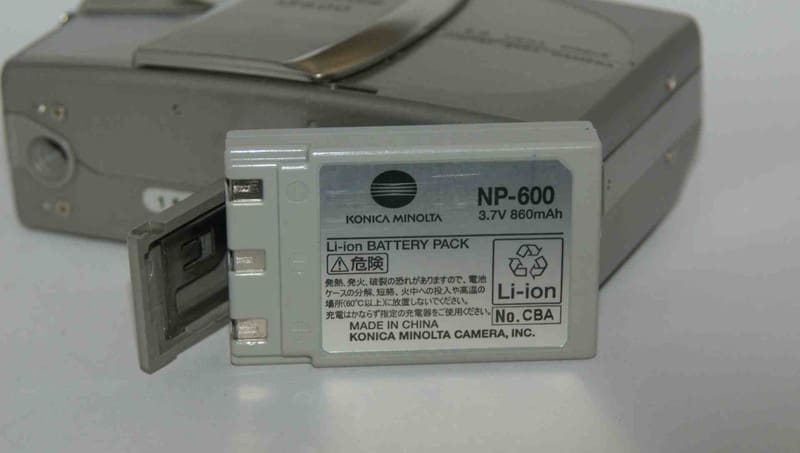 KONICA MINOLTA
NP-600
3.7V 860mAh
Li-ion BATTERY PACK
危険
発熱、発火、破裂の恐れがありますので、電池
ケースの分解、短絡、火中への投入や高温の
場所(60℃以上)に放置しないでください。
充電はかならず指定の充電器をご使用ください。
Li-ion
No. CBA
MADE IN CHINA
KONICA MINOLTA CAMERA, INC.